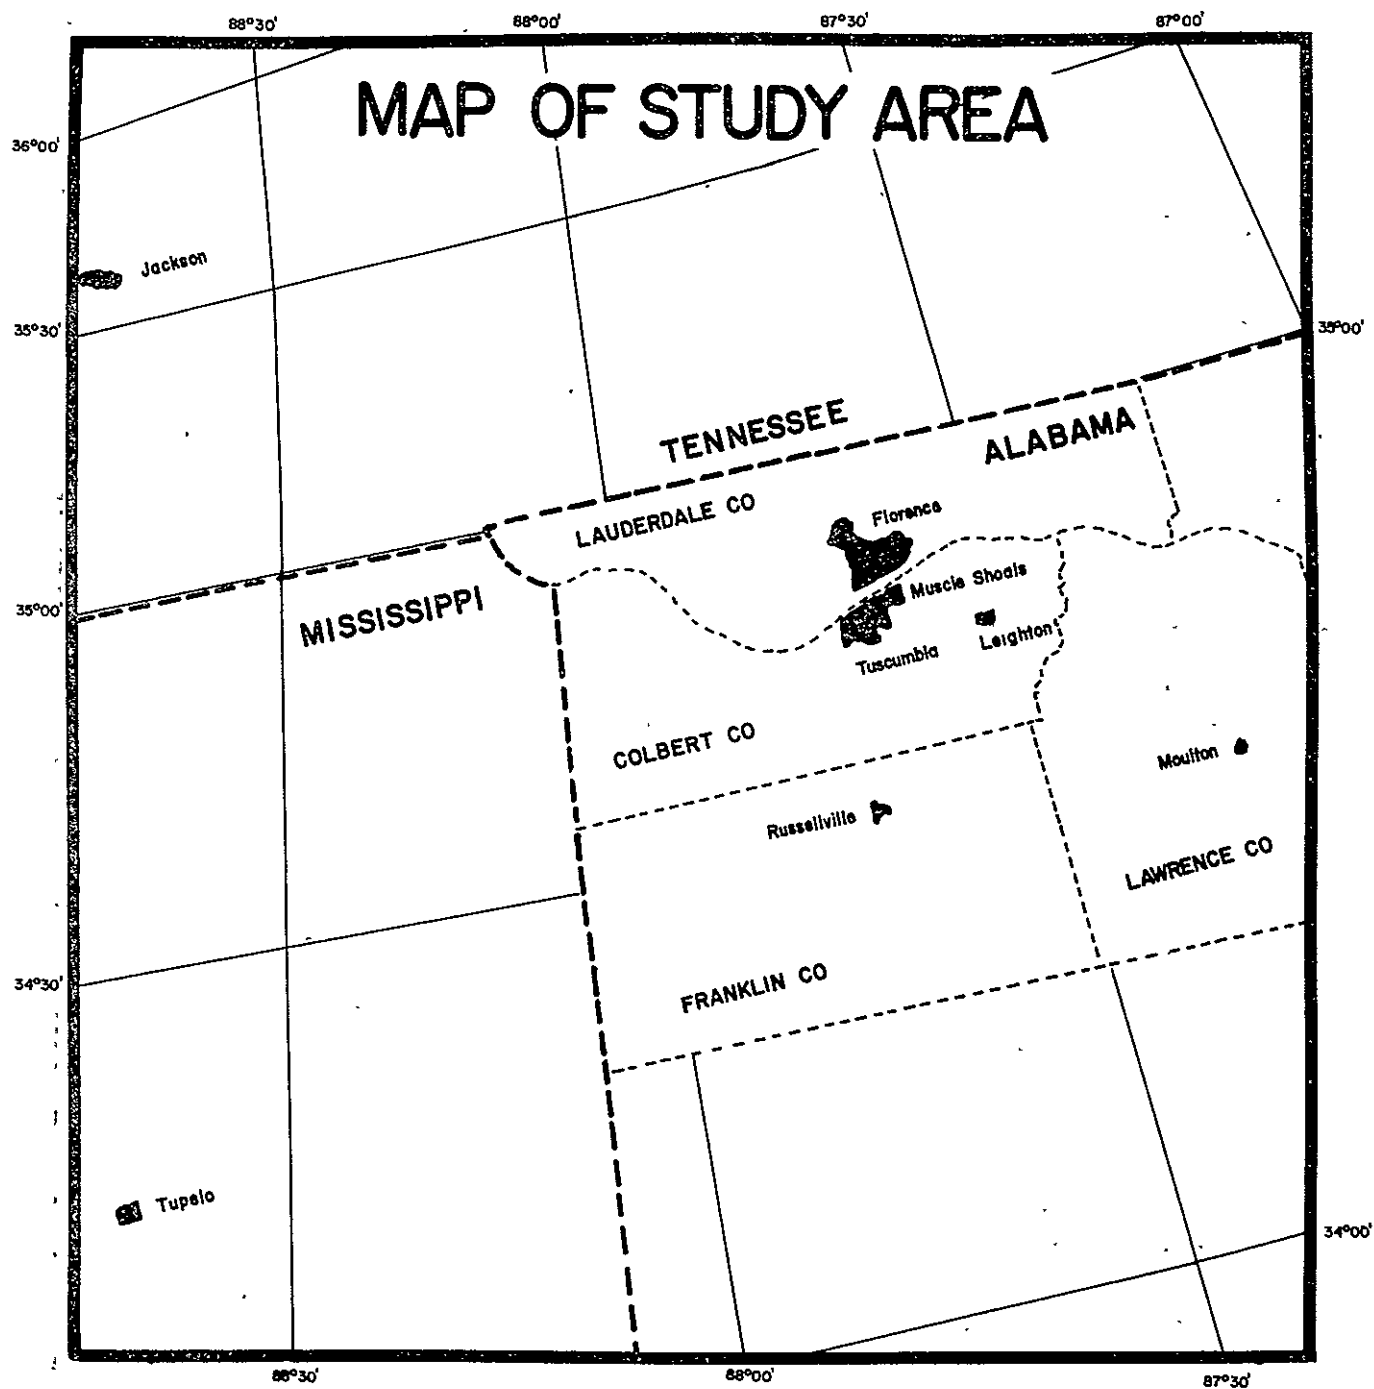 88°30' 88°00' 87°30' 87°00'
MAP OF STUDY AREA
36°00'
Jackson
35°30'
35°00'
TENNESSEE
ALABAMA
LAUDERDALE CO
Florence
Muscle Shoals
35°00'
MISSISSIPPI
Leighton
Tuscumbia
COLBERT CO
Moulton
Russellville
LAWRENCE CO
34°30'
FRANKLIN CO
Tupelo
34°00'
88°30' 88°00' 87°30'